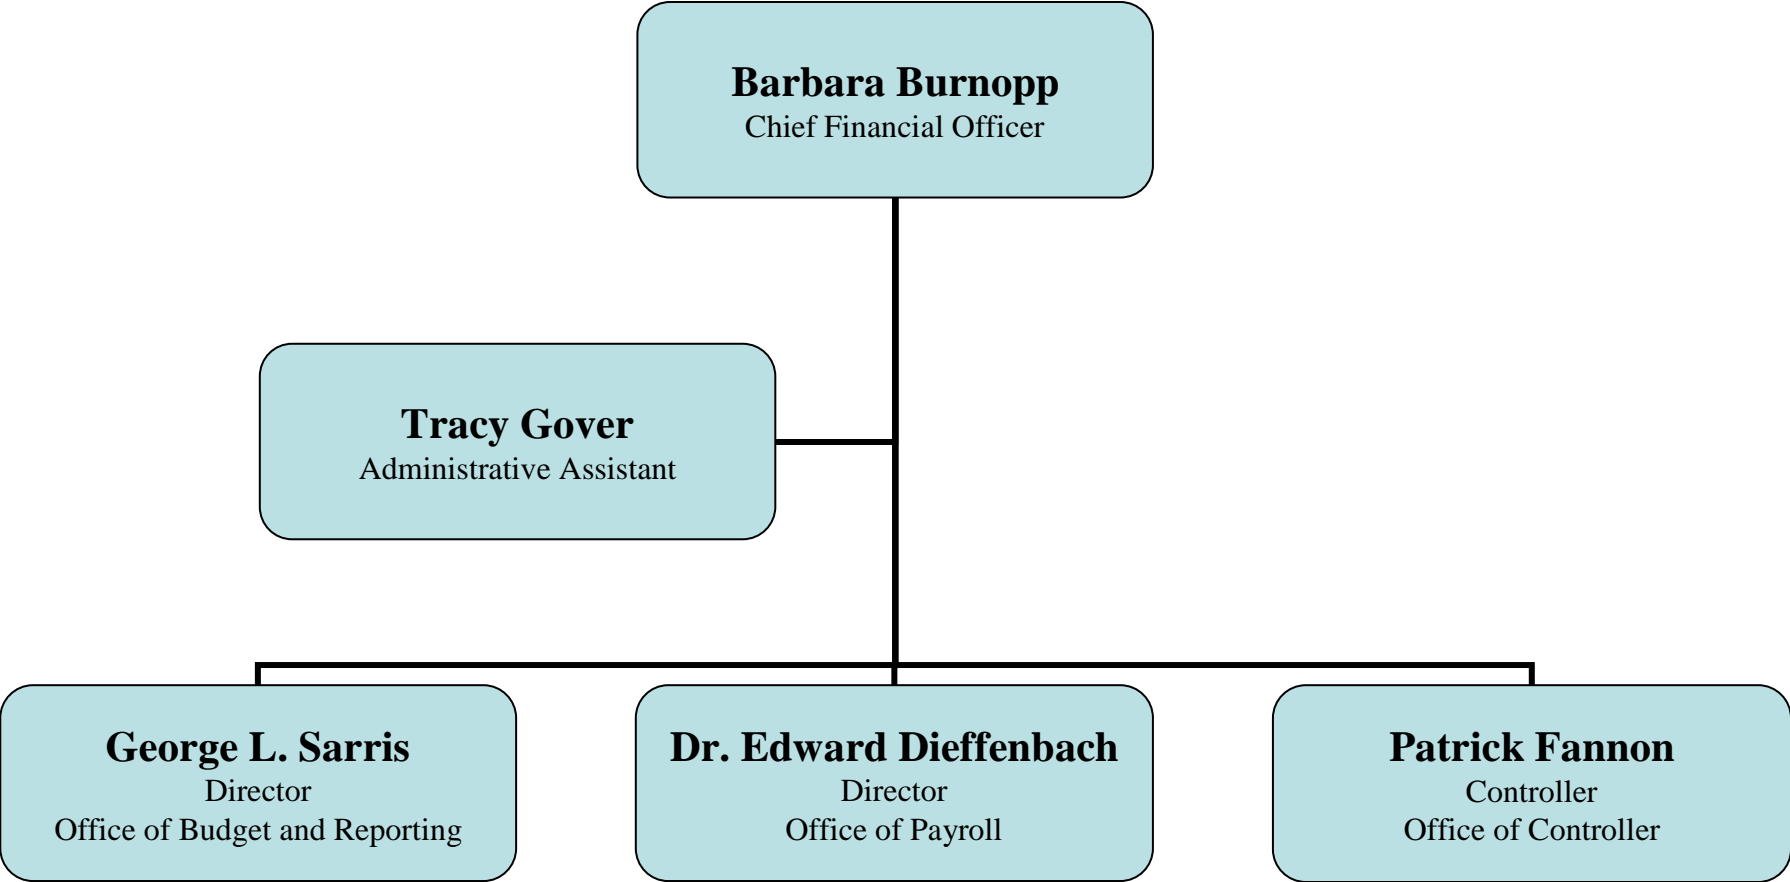 Barbara Burnopp
Chief Financial Officer
Tracy Gover
Administrative Assistant
George L. Sarris
Director
Office of Budget and Reporting
Dr. Edward Dieffenbach
Director
Office of Payroll
Patrick Fannon
Controller
Office of Controller